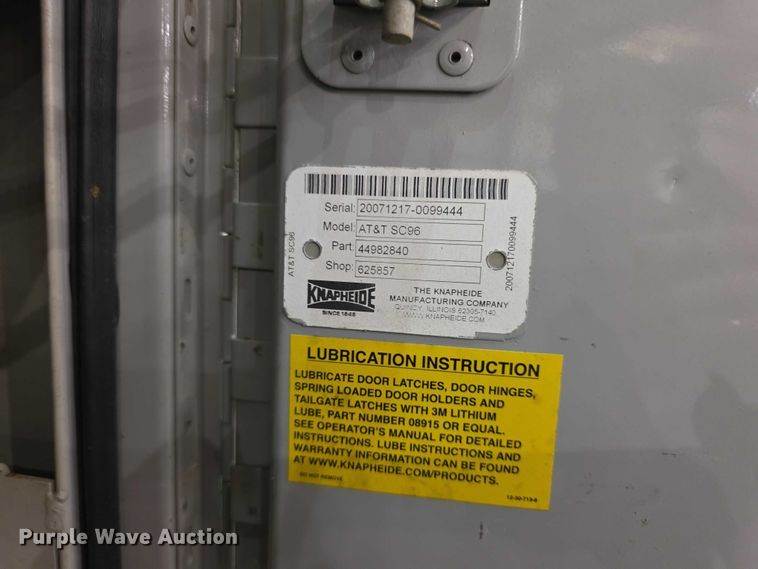 Serial: 20071217-0099444
Model: AT&T SC96
Part: 44982840
Shop: 625857
AT&T SC96
200712170099444
KNAPHEIDE
SINCE 1848
THE KNAPHEIDE
MANUFACTURING COMPANY
QUINCY, ILLINOIS 62305-7140
WWW.KNAPHEIDE.COM
LUBRICATION INSTRUCTION
LUBRICATE DOOR LATCHES, DOOR HINGES,
SPRING LOADED DOOR HOLDERS AND
TAILGATE LATCHES WITH 3M LITHIUM
LUBE, PART NUMBER 08915 OR EQUAL.
SEE OPERATOR'S MANUAL FOR DETAILED
INSTRUCTIONS. LUBE INSTRUCTIONS AND
WARRANTY INFORMATION CAN BE FOUND
AT WWW.KNAPHEIDE.COM/PRODUCTS.
DO NOT REMOVE
Purple Wave Auction